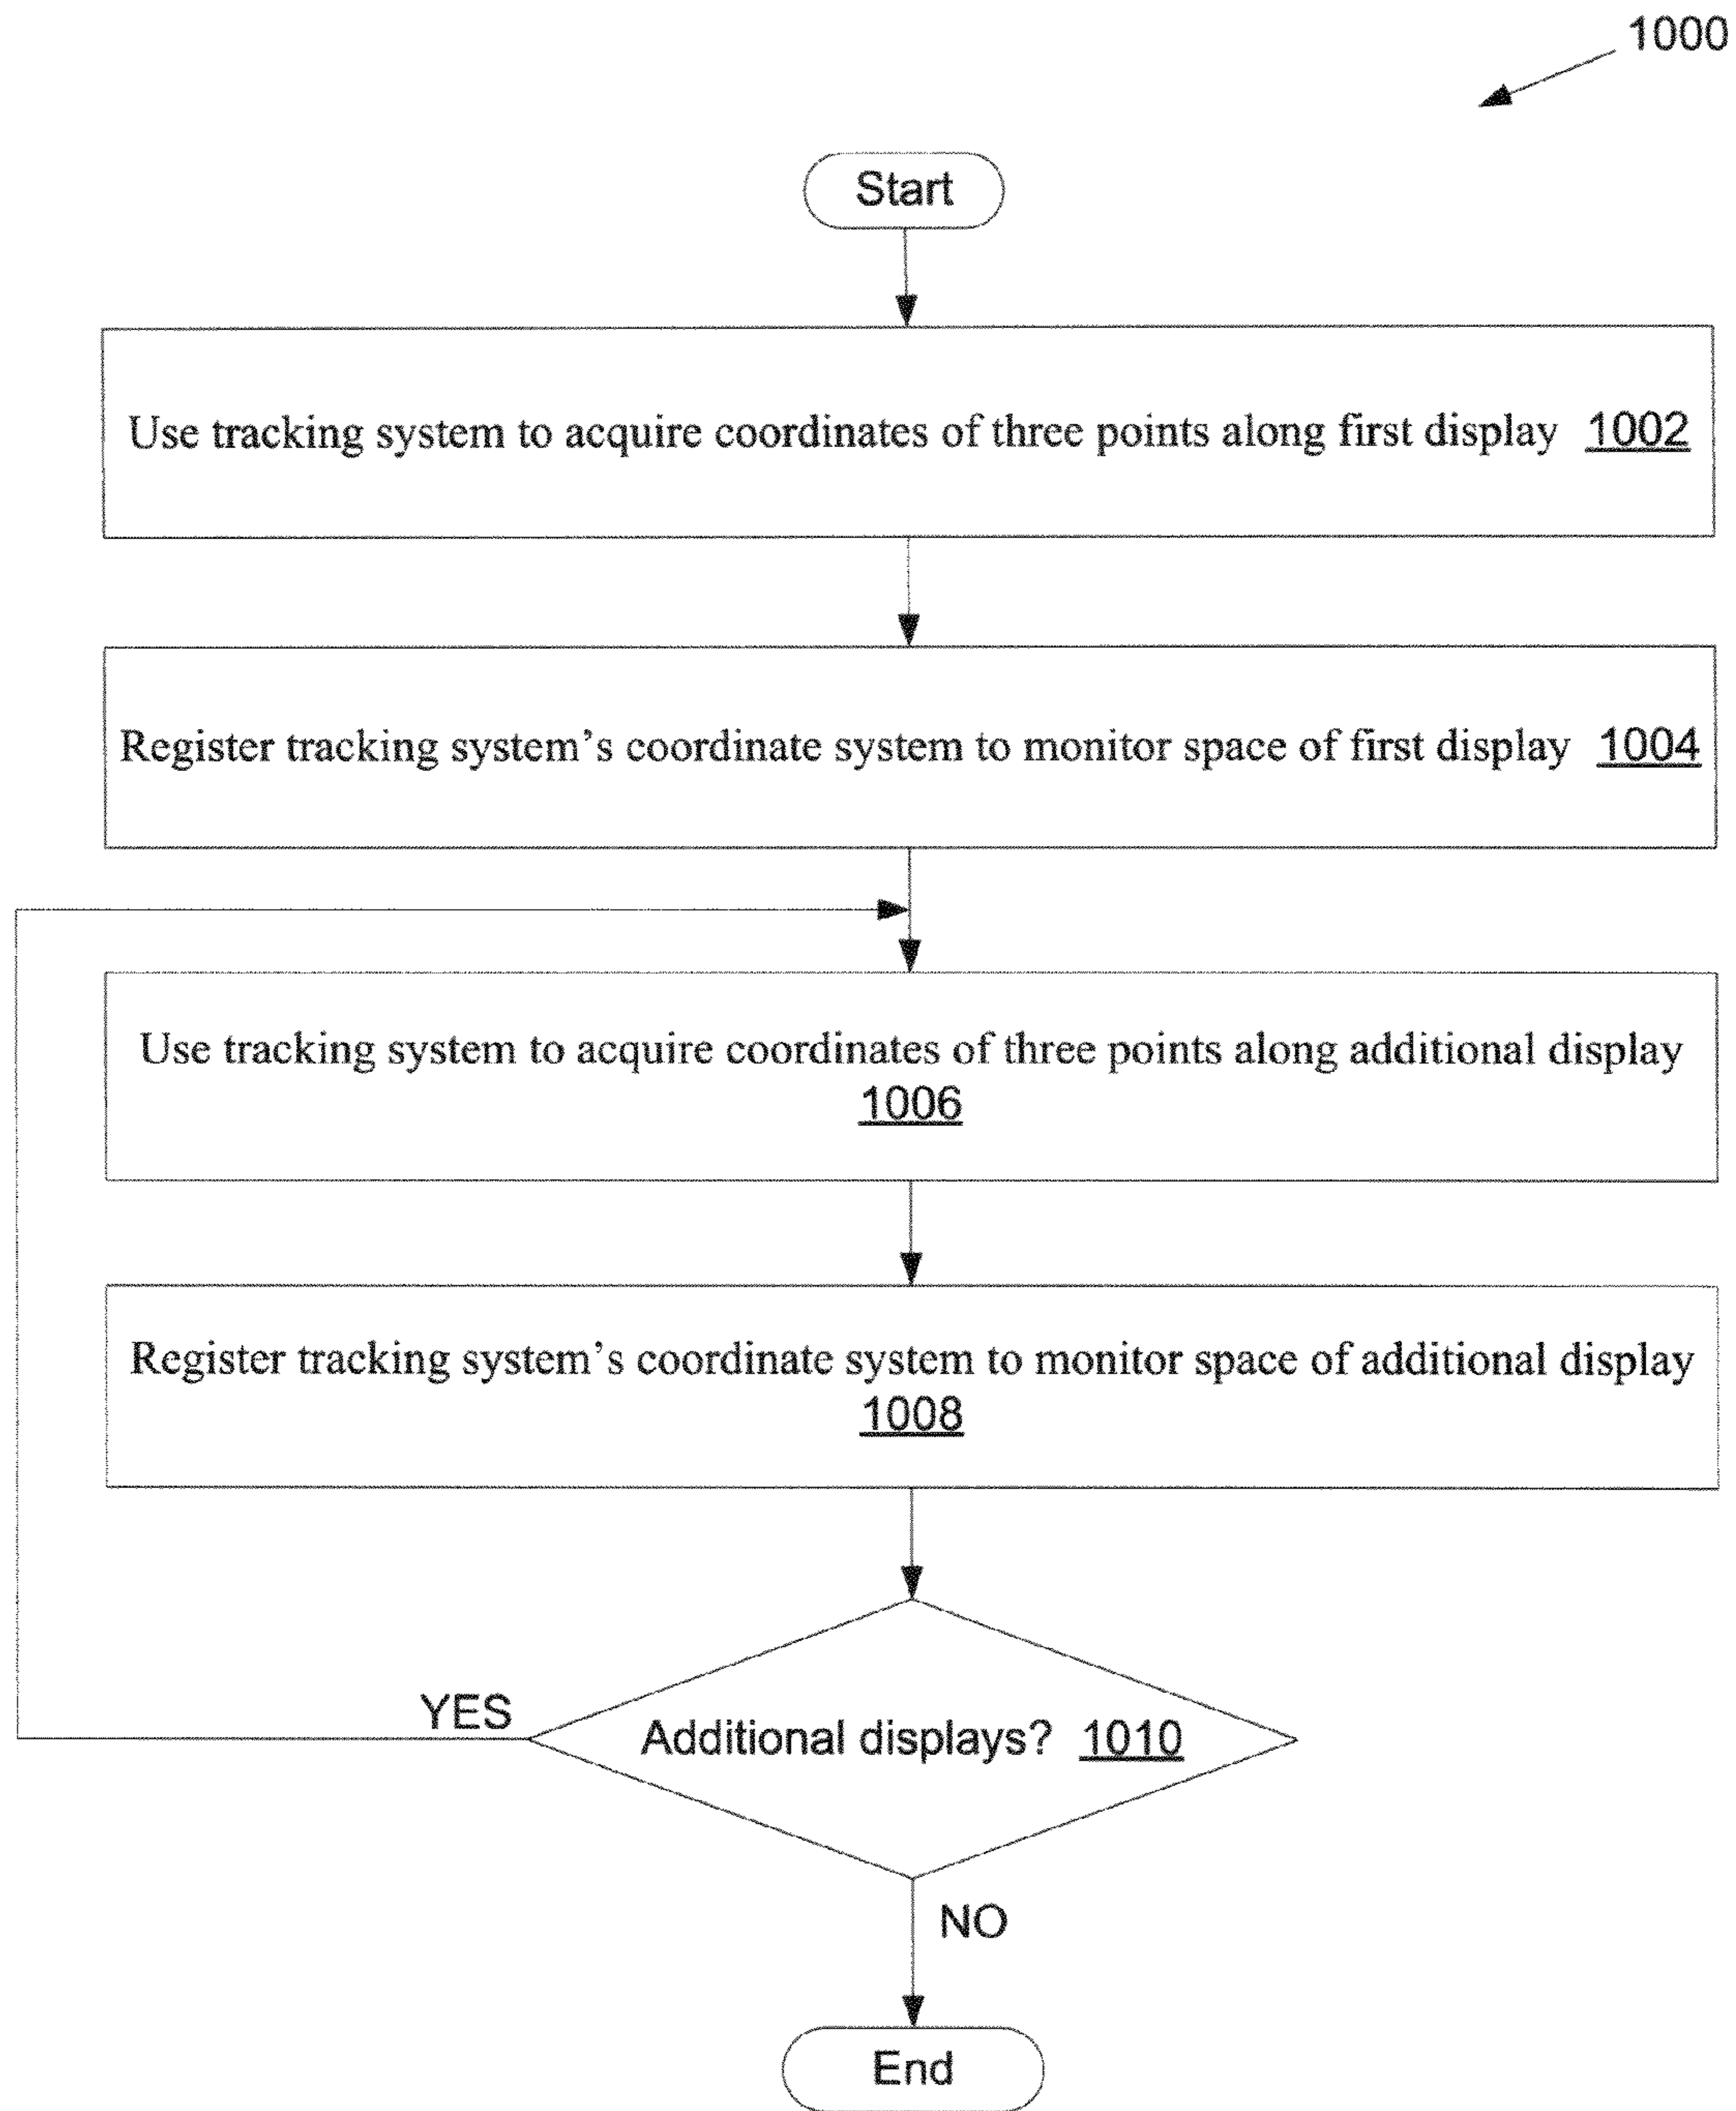 1000
Start
Use tracking system to acquire coordinates of three points along first display 1002
Register tracking system's coordinate system to monitor space of first display 1004
Use tracking system to acquire coordinates of three points along additional display
1006
Register tracking system's coordinate system to monitor space of additional display
1008
YES
Additional displays? 1010
NO
End